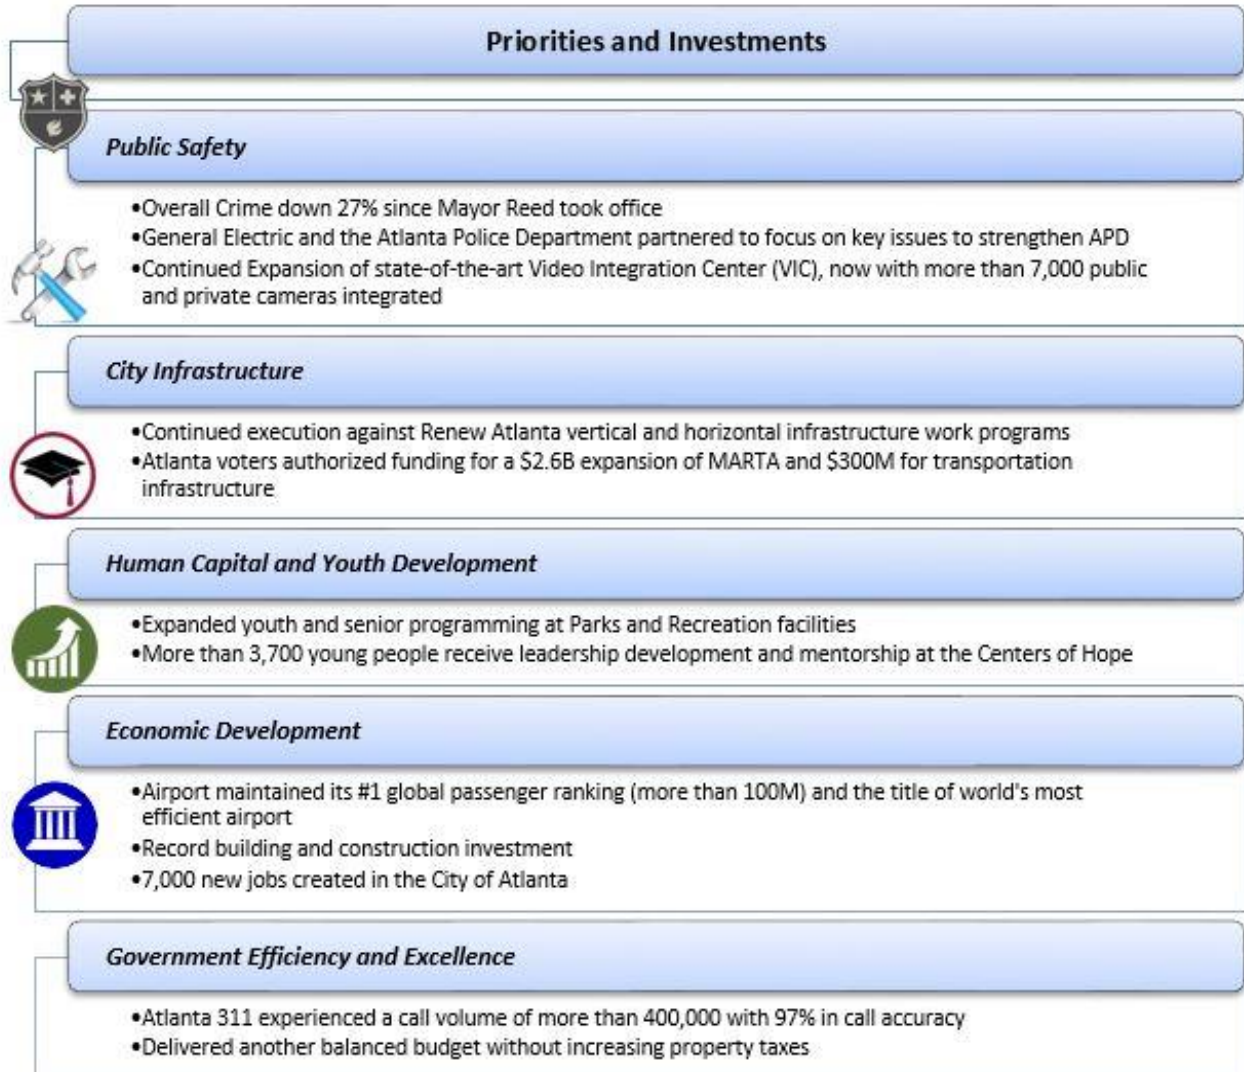 Priorities and Investments
Public Safety
•Overall Crime down 27% since Mayor Reed took office
•General Electric and the Atlanta Police Department partnered to focus on key issues to strengthen APD
•Continued Expansion of state-of-the-art Video Integration Center (VIC), now with more than 7,000 public
and private cameras integrated
City Infrastructure
•Continued execution against Renew Atlanta vertical and horizontal infrastructure work programs
•Atlanta voters authorized funding for a $2.6B expansion of MARTA and $300M for transportation
infrastructure
Human Capital and Youth Development
•Expanded youth and senior programming at Parks and Recreation facilities
•More than 3,700 young people receive leadership development and mentorship at the Centers of Hope
Economic Development
•Airport maintained its #1 global passenger ranking (more than 100M) and the title of world's most
efficient airport
•Record building and construction investment
•7,000 new jobs created in the City of Atlanta
Government Efficiency and Excellence
•Atlanta 311 experienced a call volume of more than 400,000 with 97% in call accuracy
•Delivered another balanced budget without increasing property taxes